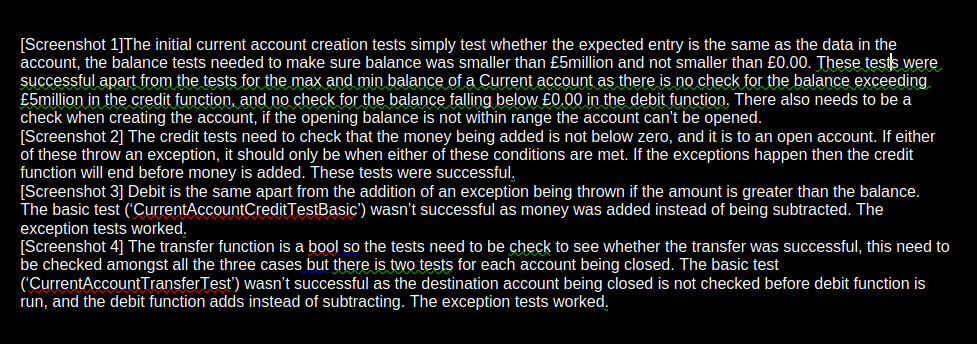 [Screenshot 1]The initial current account creation tests simply test whether the expected entry is the same as the data in the
account, the balance tests needed to make sure balance was smaller than £5million and not smaller than £0.00. These tests were
successful apart from the tests for the max and min balance of a Current account as there is no check for the balance exceeding
£5million in the credit function, and no check for the balance falling below £0.00 in the debit function. There also needs to be a
check when creating the account, if the opening balance is not within range the account can't be opened.
[Screenshot 2] The credit tests need to check that the money being added is not below zero, and it is to an open account. If either
of these throw an exception, it should only be when either of these conditions are met. If the exceptions happen then the credit
function will end before money is added. These tests were successful.
[Screenshot 3] Debit is the same apart from the addition of an exception being thrown if the amount is greater than the balance.
The basic test (‘CurrentAccountCreditTestBasic’) wasn’t successful as money was added instead of being subtracted. The
exception tests worked.
[Screenshot 4] The transfer function is a bool so the tests need to be check to see whether the transfer was successful, this need to
be checked amongst all the three cases but there is two tests for each account being closed. The basic test
(‘CurrentAccountTransferTest’) wasn’t successful as the destination account being closed is not checked before debit function is
run, and the debit function adds instead of subtracting. The exception tests worked.